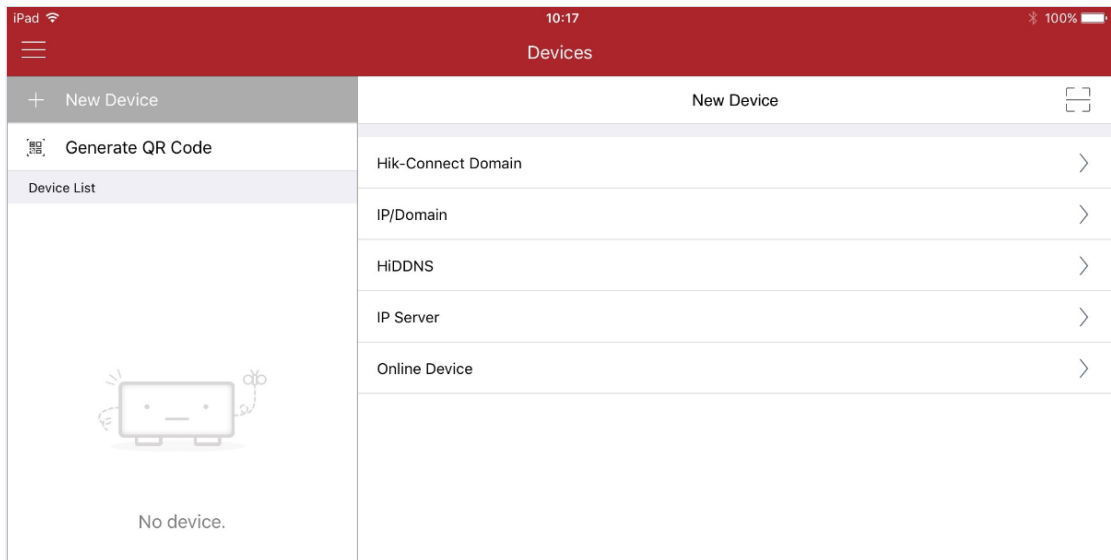 iPad 10:17 100%
Devices
New Device
Generate QR Code
Device List
No device.
New Device
Hik-Connect Domain
IP/Domain
HiDDNS
IP Server
Online Device